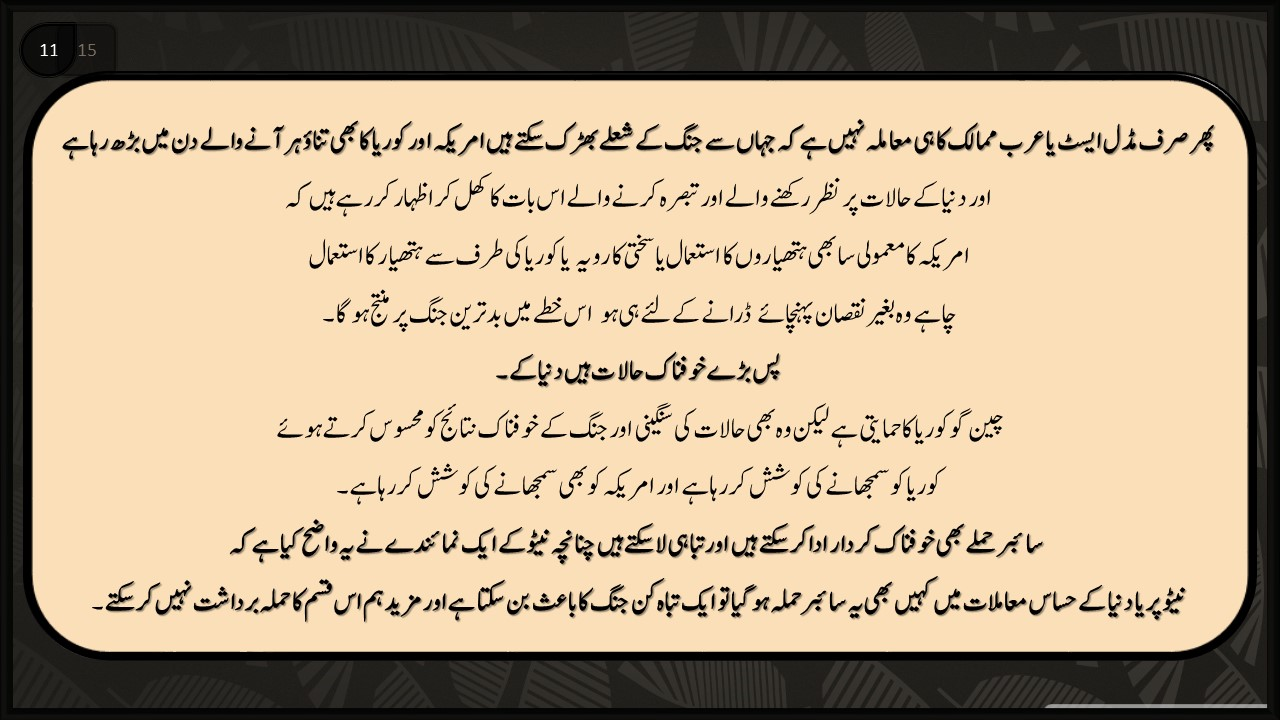 11 15
پھر صرف مڈل ایسٹ یا عرب ممالک کا ہی معاملہ نہیں ہے کہ جہاں سے جنگ کے شعلے بھڑک سکتے ہیں امریکہ اور کوریا کا بھی تناؤ ہر آنے والے دن میں بڑھ رہا ہے
اور دنیا کے حالات پر نظر رکھنے والے اور تبصرہ کرنے والے اس بات کا کھل کر اظہار کر رہے ہیں کہ
امریکہ کا معمولی سا بھی ہتھیاروں کا استعمال یا سختی کا رویہ یا کوریا کی طرف سے ہتھیار کا استعمال
چاہے وہ بغیر نقصان پہنچائے ڈرانے کے لئے ہی ہو اس خطے میں بدترین جنگ پر منتج ہو گا۔
پس بڑے خوفناک حالات ہیں دنیا کے۔
چین گو کوریا کا حمایتی ہے لیکن وہ بھی حالات کی سنگینی اور جنگ کے خوفناک نتائج کو محسوس کرتے ہوئے
کوریا کو سمجھانے کی کوشش کر رہا ہے اور امریکہ کو بھی سمجھانے کی کوشش کر رہا ہے۔
سائبر حملے بھی خوفناک کردار ادا کر سکتے ہیں اور تباہی لا سکتے ہیں چنانچہ نیٹو کے ایک نمائندے نے یہ واضح کیا ہے کہ
نیٹو پر یا دنیا کے حساس معاملات میں کہیں بھی یہ سائبر حملہ ہو گیا تو ایک تباہ کن جنگ کا باعث بن سکتا ہے اور مزید ہم اس قسم کا حملہ برداشت نہیں کر سکتے۔